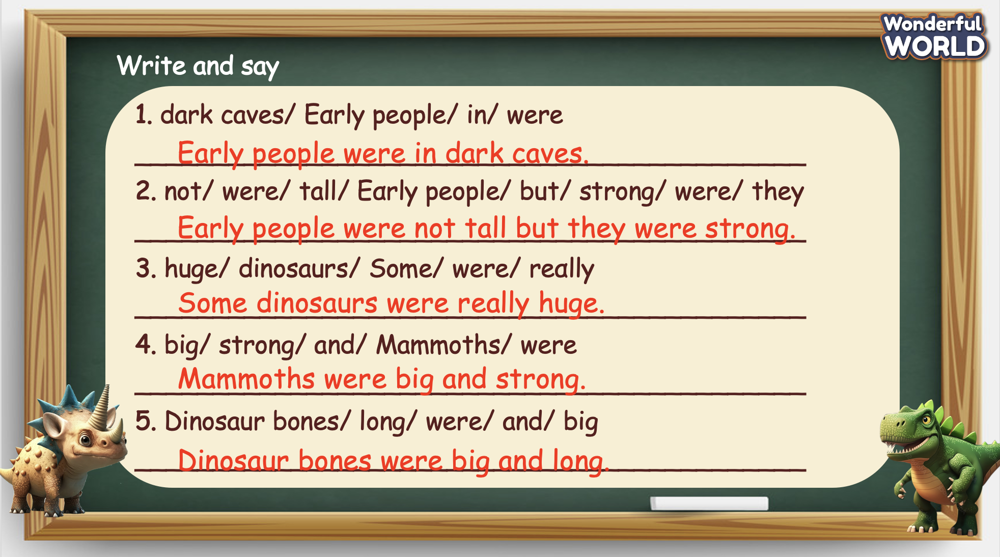 Wonderful
WORLD
Write and say
1. dark caves/ Early people/ in/ were
Early people were in dark caves.
2. not/ were/ tall/ Early people/ but/ strong/ were/ they
Early people were not tall but they were strong.
3. huge/ dinosaurs/ Some/ were/ really
Some dinosaurs were really huge.
4. big/ strong/ and/ Mammoths/ were
Mammoths were big and strong.
5. Dinosaur bones/ long/ were/ and/ big
Dinosaur bones were big and long.